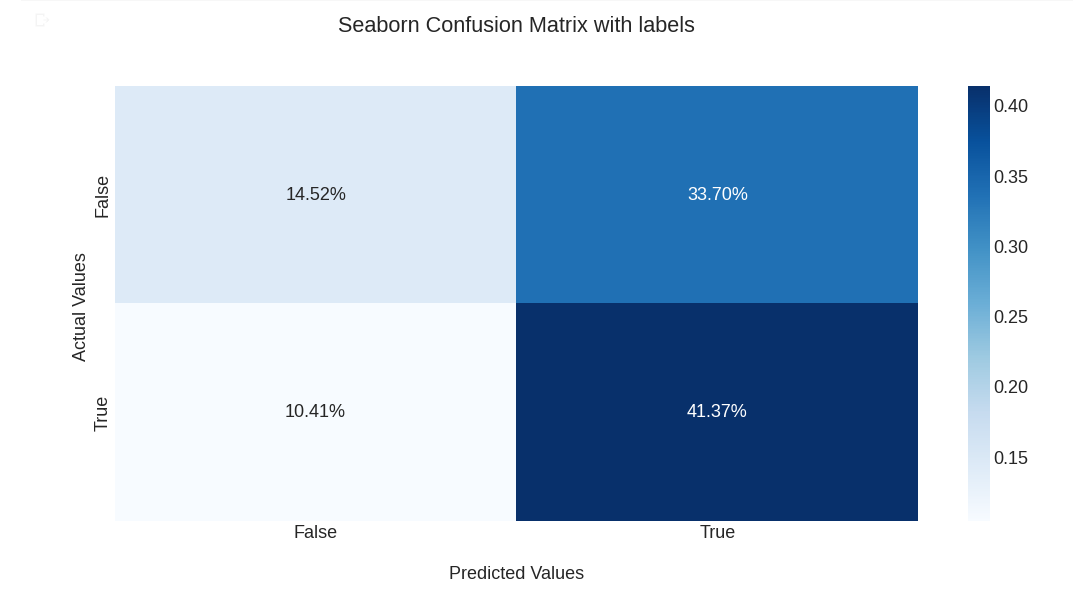 Seaborn Confusion Matrix with labels
0.40
14.52%
33.70%
False
0.35
0.30
Actual Values
0.25
0.20
True
10.41%
41.37%
0.15
False
True
Predicted Values